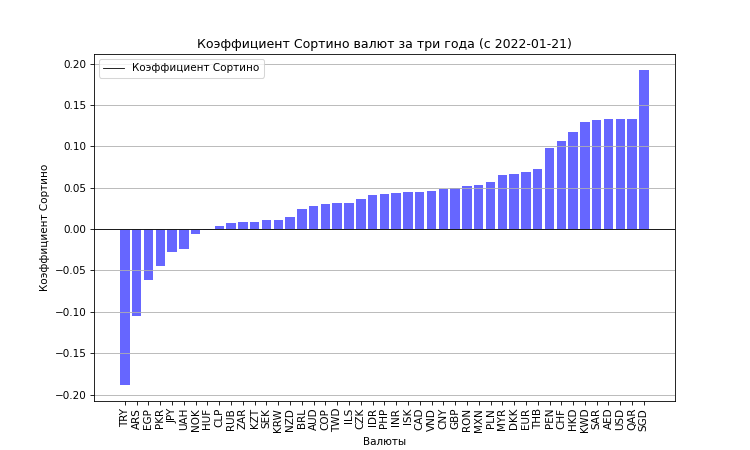 Коэффициент Сортино валют за три года (с 2022-01-21)
Коэффициент Сортино
Коэффициент Сортино
0.20
0.15
0.10
0.05
0.00
−0.05
−0.10
−0.15
−0.20
TRY
ARS
EGP
PKR
JPY
UAH
NOK
HUF
CLP
RUB
ZAR
KZT
SEK
KRW
NZD
BRL
AUD
COP
TWD
ILS
CZK
IDR
PHP
INR
ISK
CAD
VND
CNY
GBP
RON
MXN
PLN
MYR
DKK
EUR
THB
PEN
CHF
HKD
KWD
SAR
AED
USD
QAR
SGD
Валюты